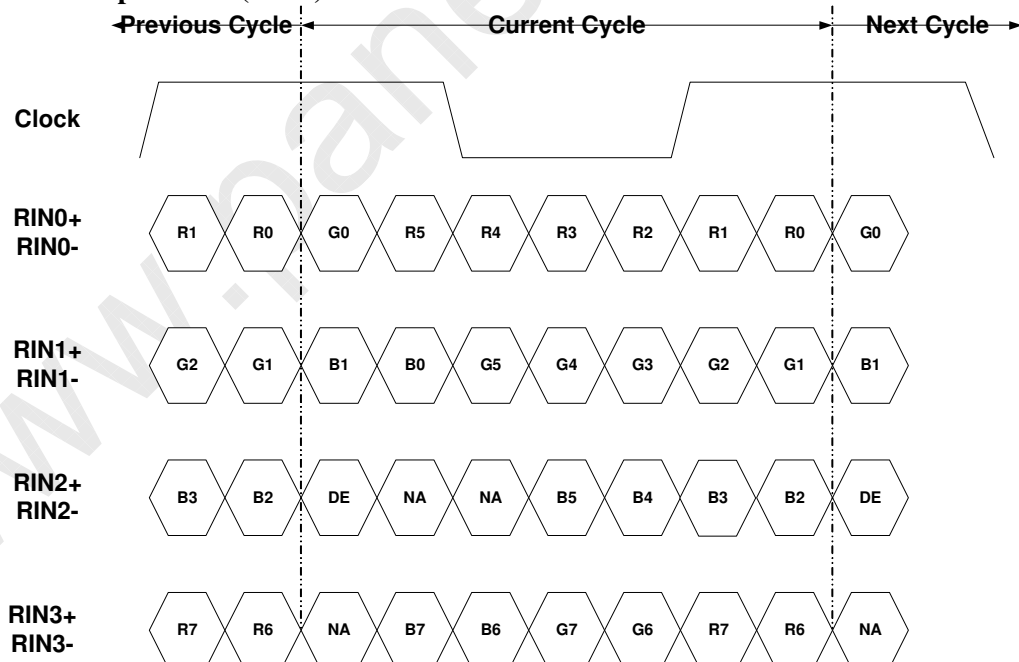 Previous Cycle Current Cycle Next Cycle
Clock
RIN0+
RIN0-
R1 R0 G0 R5 R4 R3 R2 R1 R0 G0
RIN1+
RIN1-
G2 G1 B1 B0 G5 G4 G3 G2 G1 B1
RIN2+
RIN2-
B3 B2 DE NA NA B5 B4 B3 B2 DE
RIN3+
RIN3-
R7 R6 NA B7 B6 G7 G6 R7 R6 NA